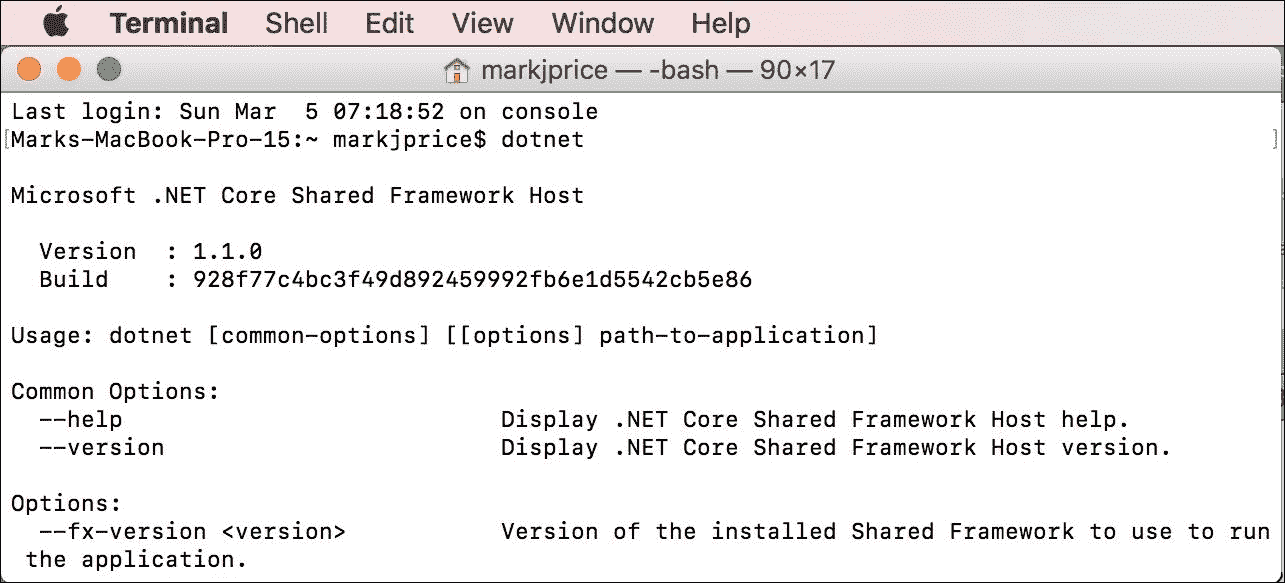 Terminal Shell Edit View Window Help
markjprice — -bash — 90×17
Last login: Sun Mar  5 07:18:52 on console
[Marks-MacBook-Pro-15:~ markjprice$ dotnet ]
Microsoft .NET Core Shared Framework Host
Version  : 1.1.0
Build    : 928f77c4bc3f49d892459992fb6e1d5542cb5e86
Usage: dotnet [common-options] [[options] path-to-application]
Common Options:
--help                           Display .NET Core Shared Framework Host help.
--version                        Display .NET Core Shared Framework Host version.
Options:
--fx-version <version>           Version of the installed Shared Framework to use to run
the application.